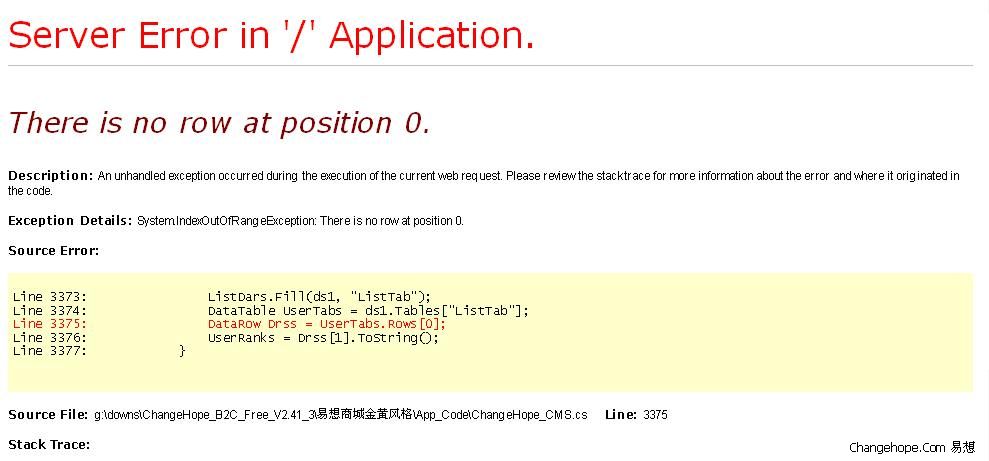 Server Error in '/' Application.
There is no row at position 0.
Description: An unhandled exception occurred during the execution of the current web request. Please review the stack trace for more information about the error and where it originated in
the code.
Exception Details: System.IndexOutOfRangeException: There is no row at position 0.
Source Error:
Line 3373: ListDars.Fill(ds1, "ListTab");
Line 3374: DataTable UserTabs = ds1.Tables["ListTab"];
Line 3375: DataRow Drss = UserTabs.Rows[0];
Line 3376: UserRanks = Drss[1].ToString();
Line 3377: }
Source File: g:\downs\ChangeHope_B2C_Free_V2.41_3\易想商城金黄风格\App_Code\ChangeHope_CMS.cs Line: 3375
Stack Trace:
Changehope.Com 易想